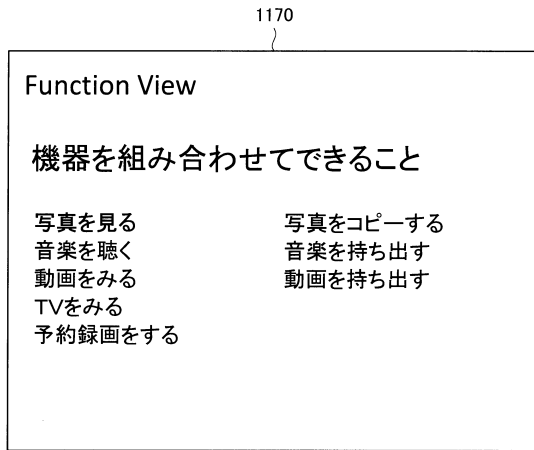 1170
Function View
機器を組み合わせてできること
写真を見る
音楽を聴く
動画をみる
TVをみる
予約録画をする
写真をコピーする
音楽を持ち出す
動画を持ち出す